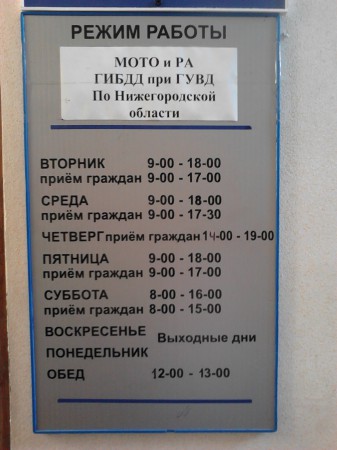 РЕЖИМ РАБОТЫ
МОТО и РА
ГИБДД при ГУВД
По Нижегородской
области
ВТОРНИК 9-00 - 18-00
приём граждан 9-00 - 17-00
СРЕДА 9-00 - 18-00
приём граждан 9-00 - 17-30
ЧЕТВЕРГ приём граждан 14-00 - 19-00
ПЯТНИЦА 9-00 - 18-00
приём граждан 9-00 - 17-00
СУББОТА 8-00 - 16-00
приём граждан 8-00 - 15-00
ВОСКРЕСЕНЬЕ Выходные дни
ПОНЕДЕЛЬНИК
ОБЕД 12-00 - 13-00